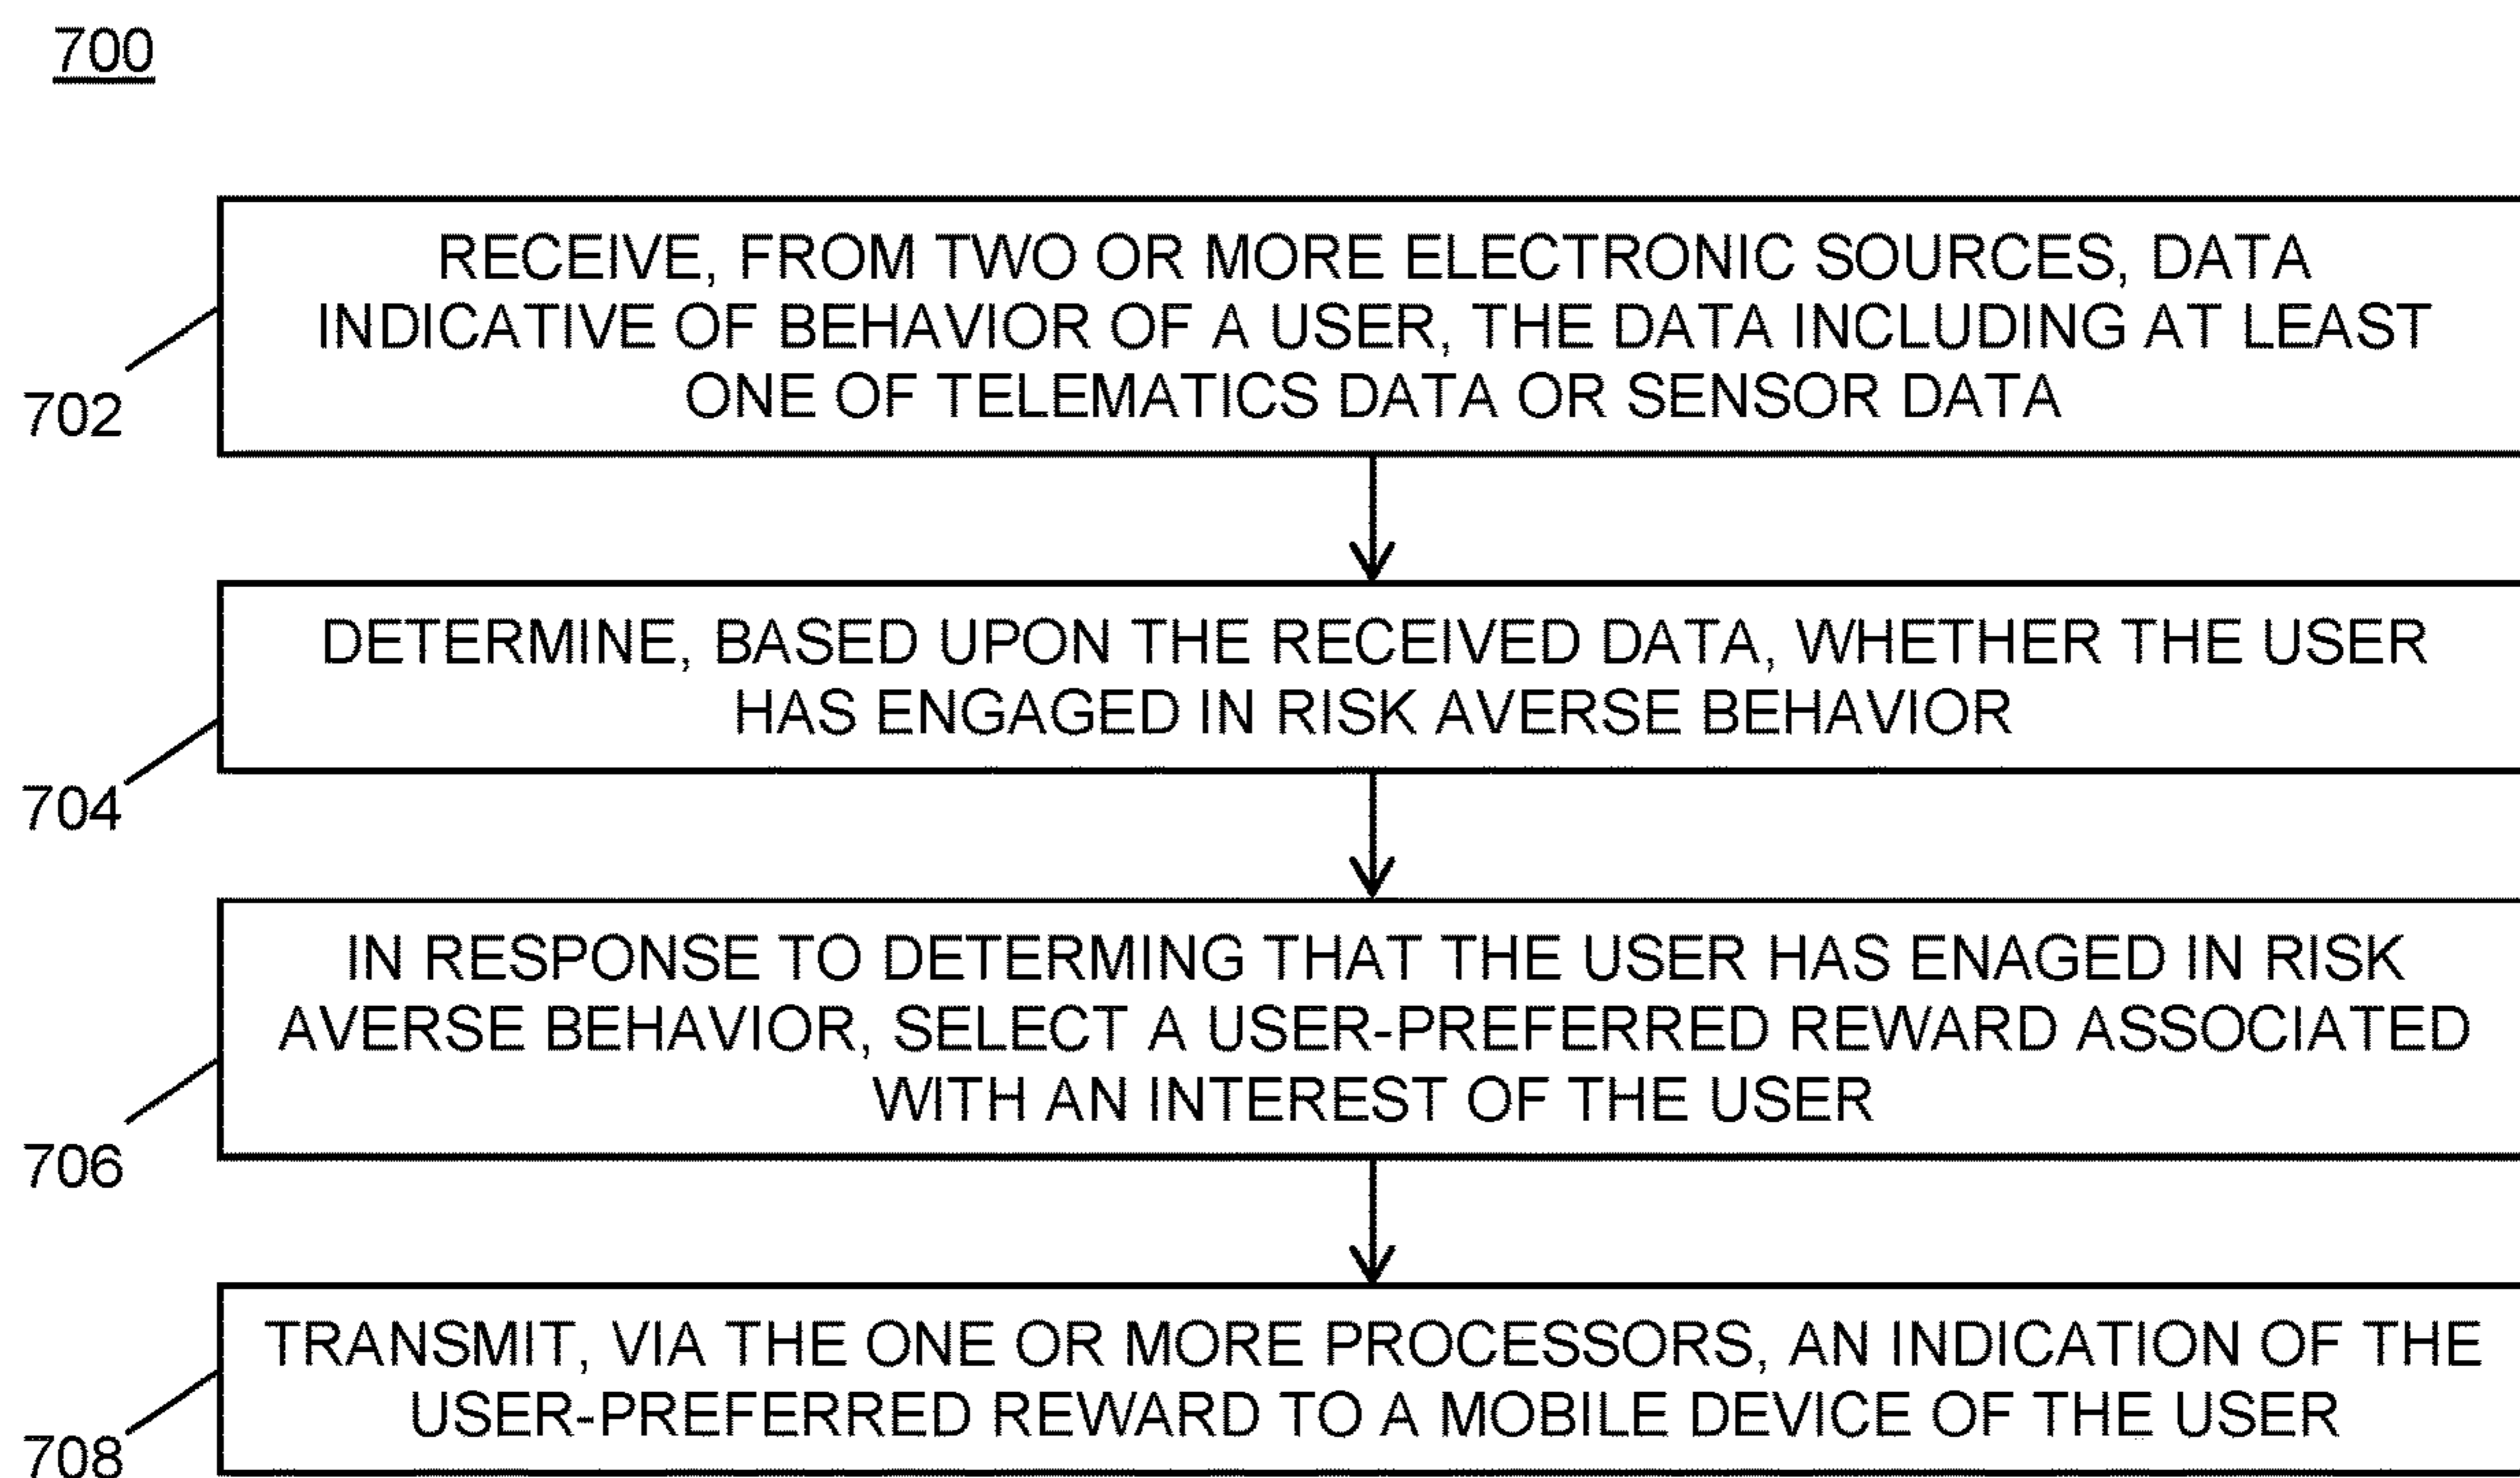 700
RECEIVE, FROM TWO OR MORE ELECTRONIC SOURCES, DATA
INDICATIVE OF BEHAVIOR OF A USER, THE DATA INCLUDING AT LEAST
ONE OF TELEMATICS DATA OR SENSOR DATA
702
DETERMINE, BASED UPON THE RECEIVED DATA, WHETHER THE USER
HAS ENGAGED IN RISK AVERSE BEHAVIOR
704
IN RESPONSE TO DETERMING THAT THE USER HAS ENAGED IN RISK
AVERSE BEHAVIOR, SELECT A USER-PREFERRED REWARD ASSOCIATED
WITH AN INTEREST OF THE USER
706
TRANSMIT, VIA THE ONE OR MORE PROCESSORS, AN INDICATION OF THE
USER-PREFERRED REWARD TO A MOBILE DEVICE OF THE USER
708